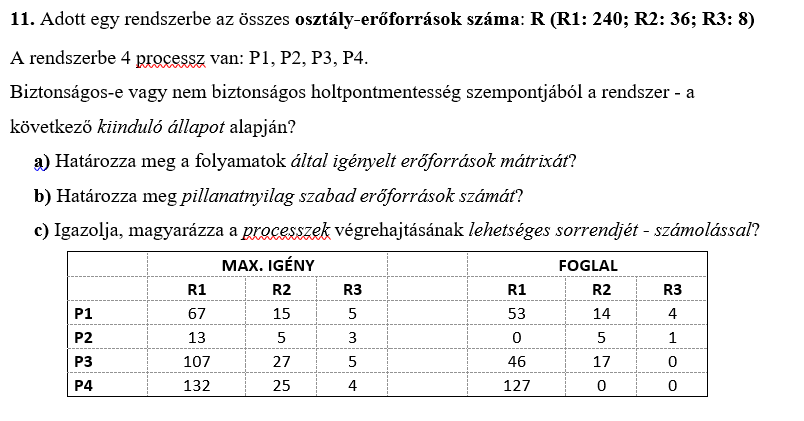 11. Adott egy rendszerbe az összes osztály-erőforrások száma: R (R1: 240; R2: 36; R3: 8)
A rendszerbe 4 processz van: P1, P2, P3, P4.
Biztonságos-e vagy nem biztonságos holtpontmentesség szempontjából a rendszer - a
következő kiinduló állapot alapján?
a) Határozza meg a folyamatok által igényelt erőforrások mátrixát?
b) Határozza meg pillanatnyilag szabad erőforrások számát?
c) Igazolja, magyarázza a processzek végrehajtásának lehetséges sorrendjét - számolással?
MAX. IGÉNY FOGLAL
R1 R2 R3 R1 R2 R3
P1 67 15 5 53 14 4
P2 13 5 3 0 5 1
P3 107 27 5 46 17 0
P4 132 25 4 127 0 0